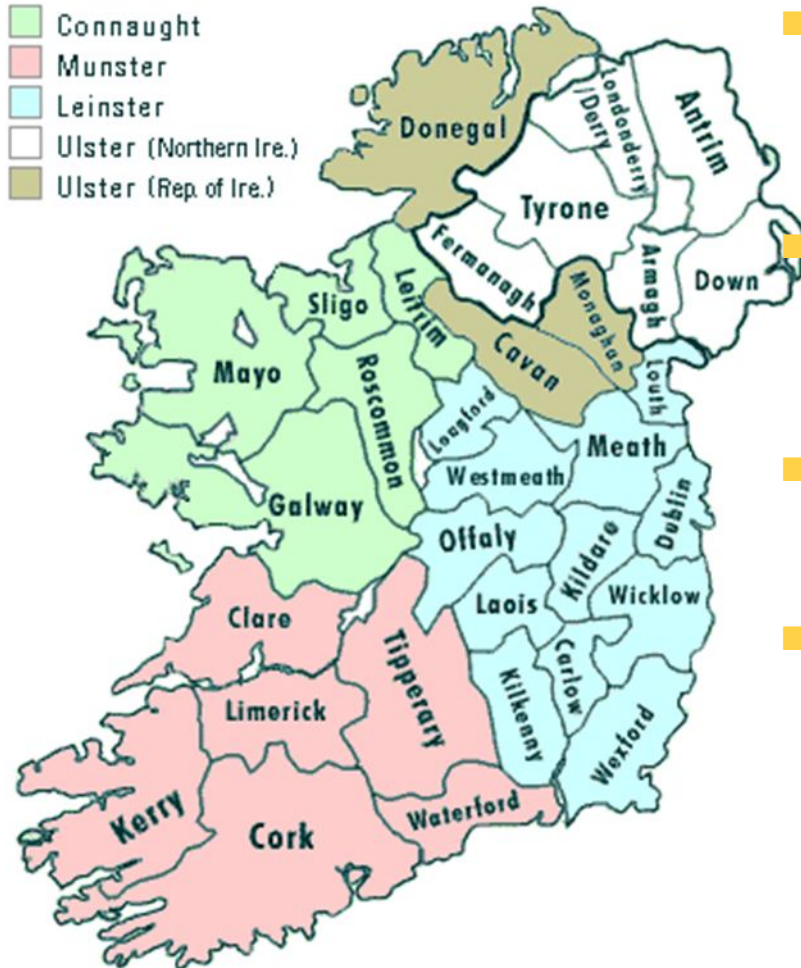 Connaught
Munster
Leinster
Ulster (Northern Ire.)
Ulster (Rep. of Ire.)
Donegal
Londonderry
/Derry
Antrim
Tyrone
Fermanagh
Armagh
Down
Monaghan
Cavan
Sligo
Leitrim
Mayo
Roscommon
Galway
Longford
Louth
Meath
Westmeath
Dublin
Offaly
Kildare
Wicklow
Laois
Carlow
Kilkenny
Wexford
Clare
Tipperary
Limerick
Waterford
Kerry
Cork